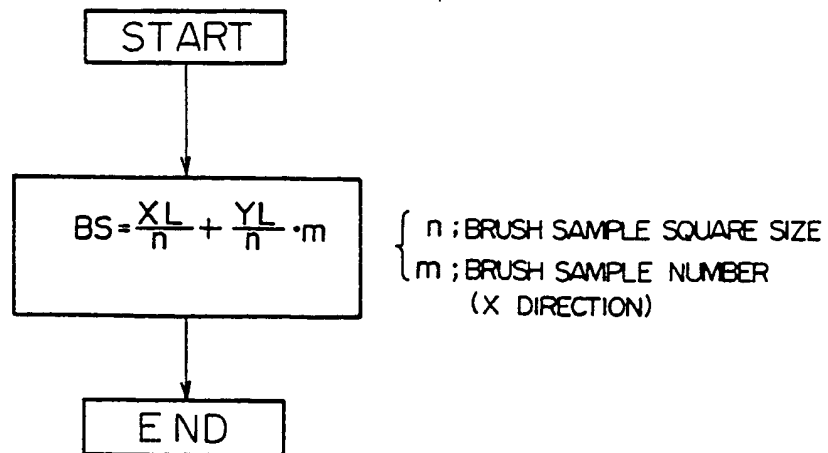 START
BS = XL/n + YL/n · m
n ; BRUSH SAMPLE SQUARE SIZE
m ; BRUSH SAMPLE NUMBER
(X DIRECTION)
END